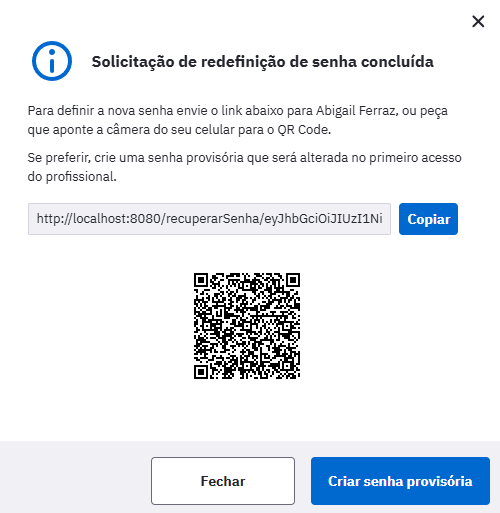 Solicitação de redefinição de senha concluída
Para definir a nova senha envie o link abaixo para Abigail Ferraz, ou peça
que aponte a câmera do seu celular para o QR Code.
Se preferir, crie uma senha provisória que será alterada no primeiro acesso
do profissional.
http://localhost:8080/recuperarSenha/eyJhbGciOiJIUzI1Ni
Copiar
Fechar
Criar senha provisória